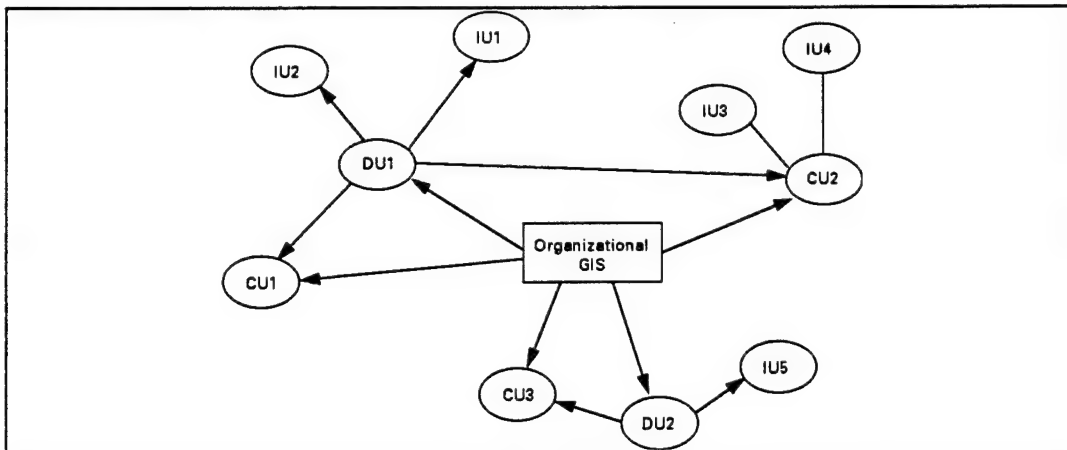 IU1
IU4
IU2
IU3
DU1
CU2
Organizational
GIS
CU1
IU5
CU3
DU2